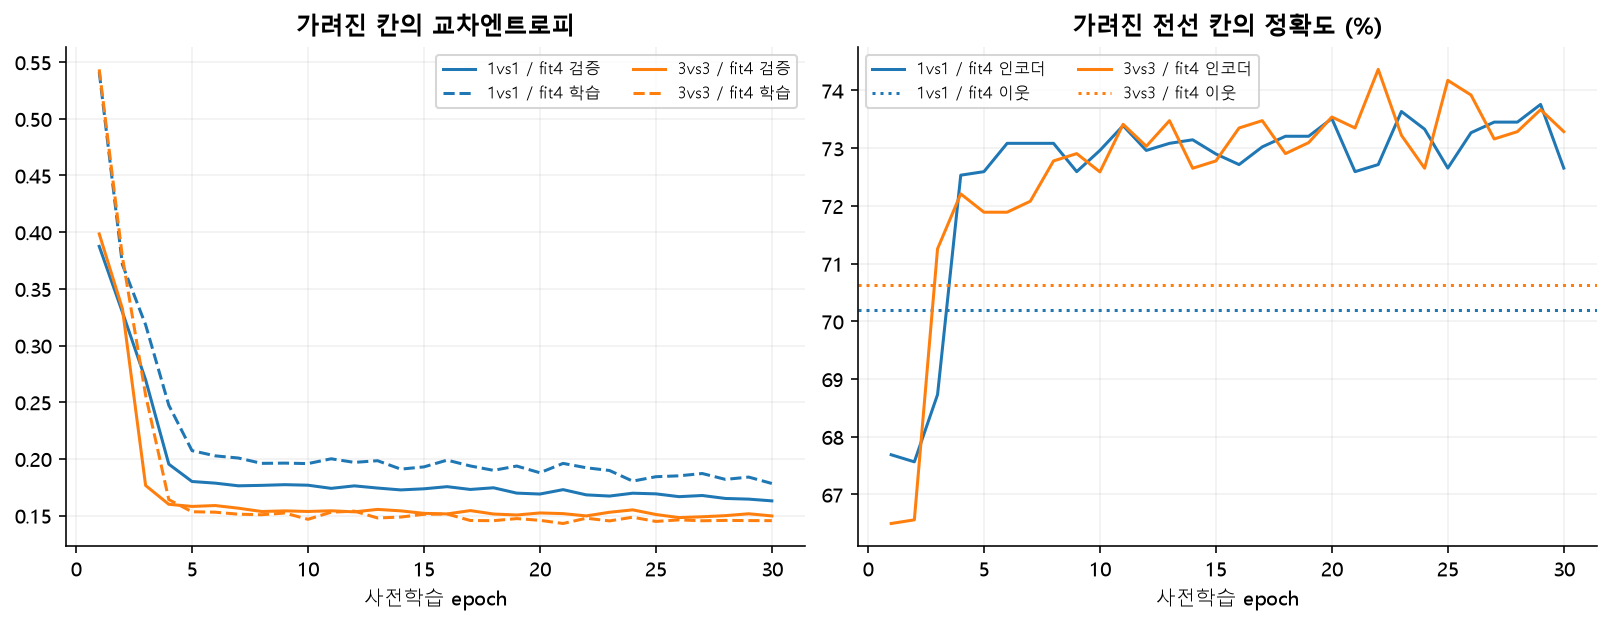 가려진 칸의 교차엔트로피
1vs1 / fit4 검증
1vs1 / fit4 학습
3vs3 / fit4 검증
3vs3 / fit4 학습
0.55
0.50
0.45
0.40
0.35
0.30
0.25
0.20
0.15
0 5 10 15 20 25 30
사전학습 epoch
가려진 전선 칸의 정확도 (%)
1vs1 / fit4 인코더
1vs1 / fit4 이웃
3vs3 / fit4 인코더
3vs3 / fit4 이웃
74
73
72
71
70
69
68
67
0 5 10 15 20 25 30
사전학습 epoch